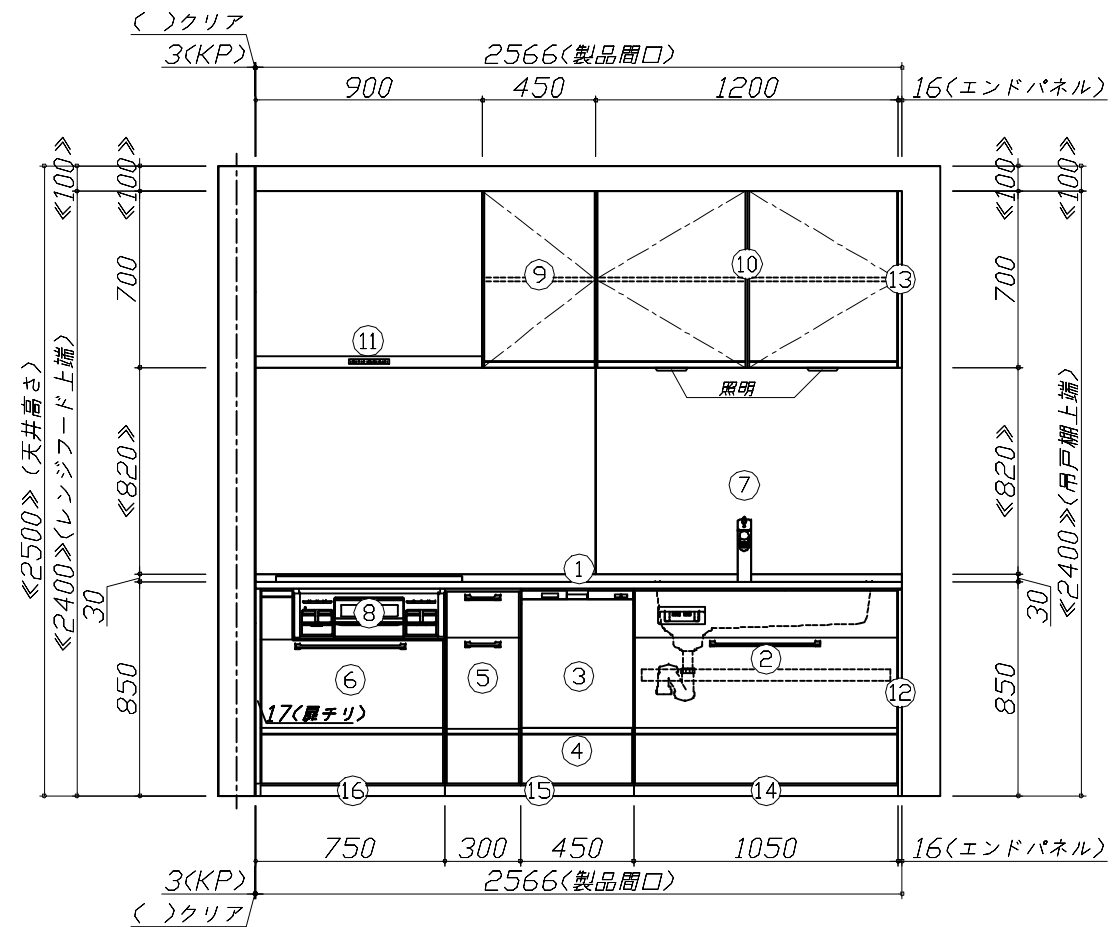 ( )クリア
3(KP)
2566(製品間口)
900
450
1200
16(エンドパネル)
≪100≫
≪100≫
≪100≫
≪100≫
700
700
9
10
13
11
照明
≪2500≫(天井高さ)
≪2400≫(レンジフード上端)
≪820≫
≪820≫
≪2400≫(吊戸棚上端)
7
1
30
30
8
2
6
5
3
12
850
850
17(扉チリ)
4
16
15
14
750
300
450
1050
16(エンドパネル)
3(KP)
2566(製品間口)
( )クリア